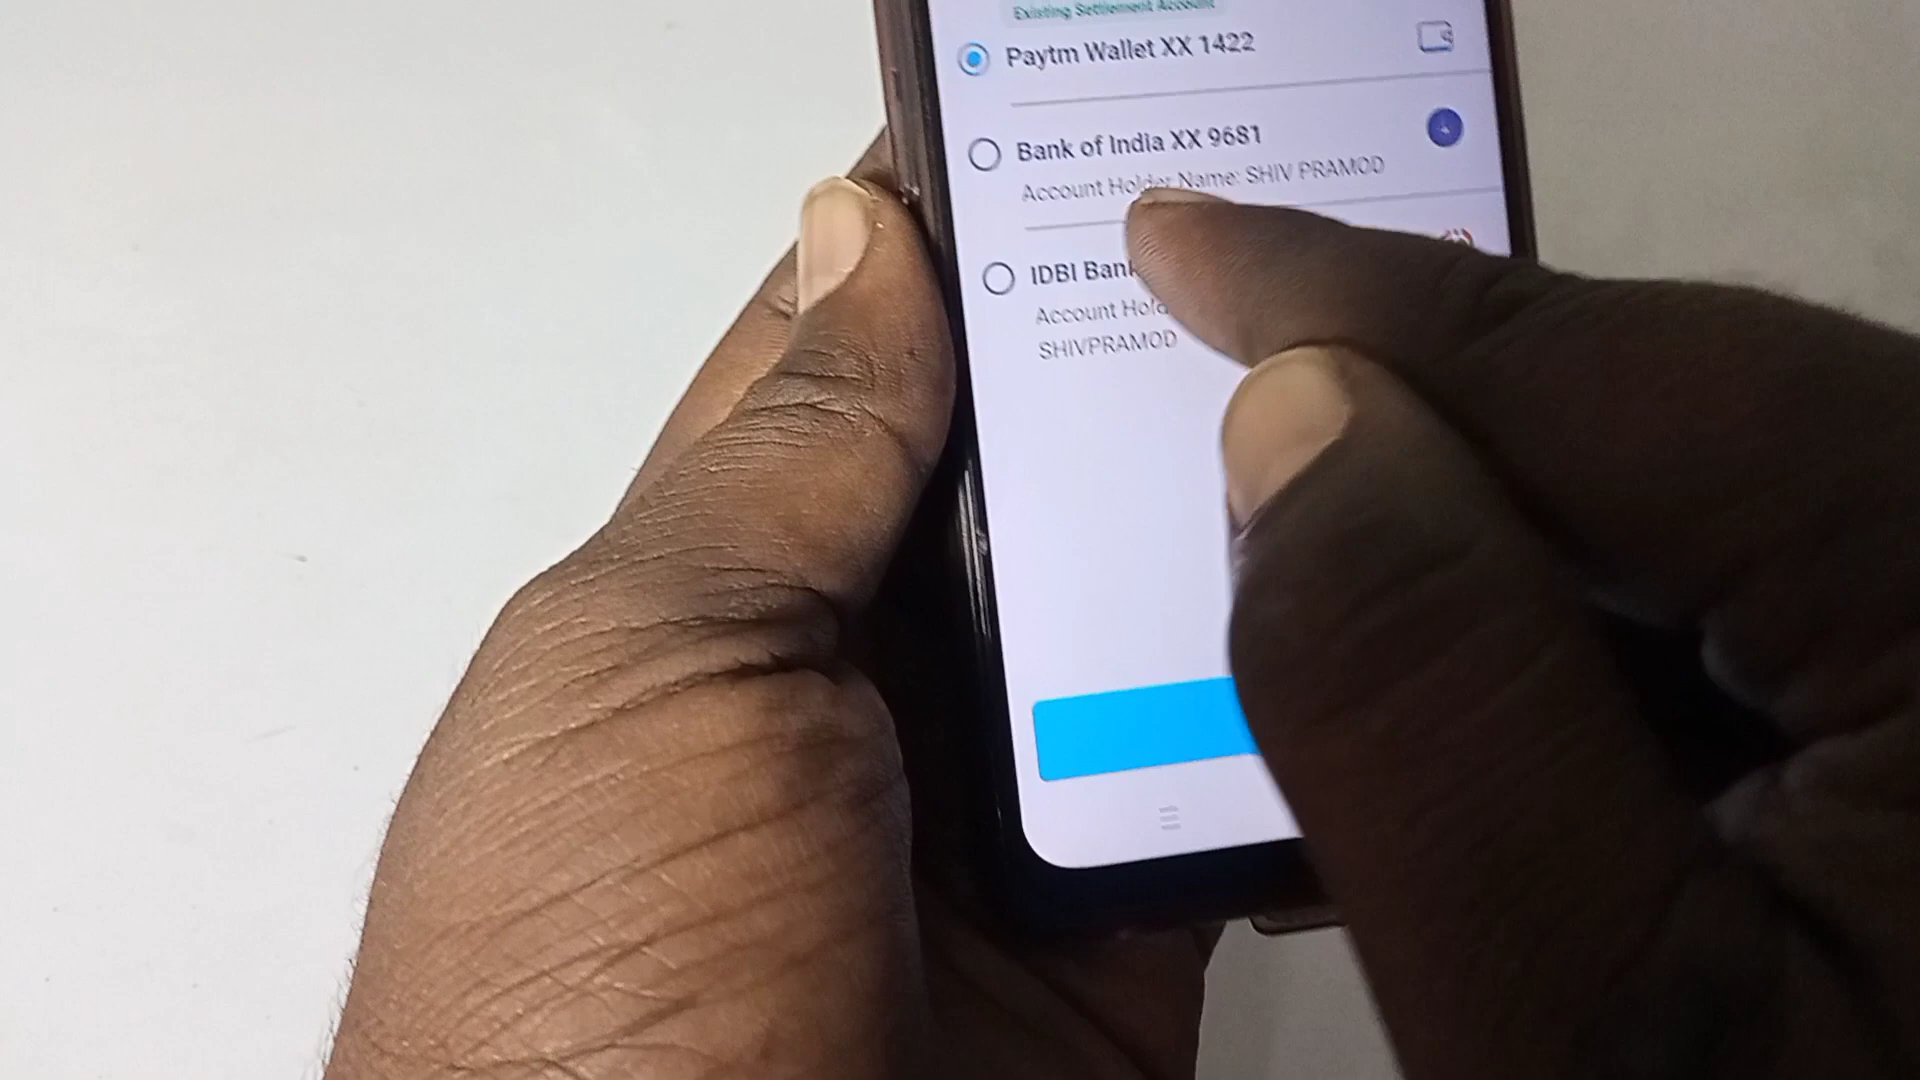 Existing Settlement Account
Paytm Wallet XX 1422
Bank of India XX 9681
Account Holder Name: SHIV PRAMOD
IDBI Bank
Account
SHIVPRAMOD